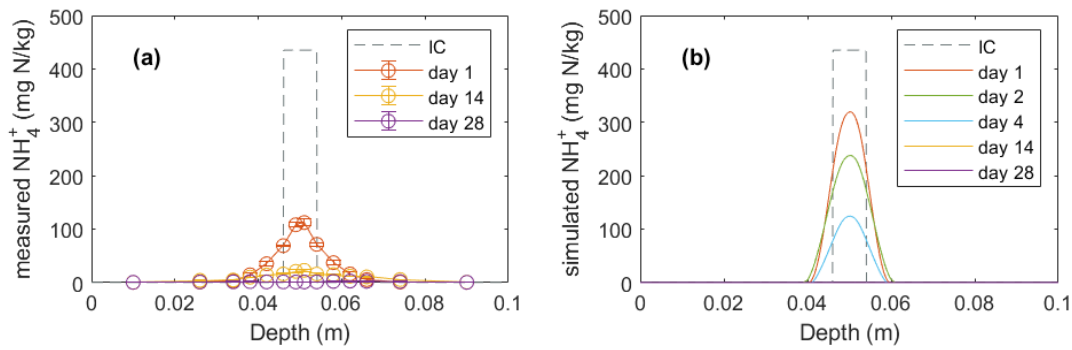 (a)
measured NH4+ (mg N/kg)
500
400
300
200
100
0
0
0.02
0.04
0.06
0.08
0.1
Depth (m)
IC
day 1
day 14
day 28
(b)
simulated NH4+ (mg N/kg)
500
400
300
200
100
0
0
0.02
0.04
0.06
0.08
0.1
Depth (m)
IC
day 1
day 2
day 4
day 14
day 28